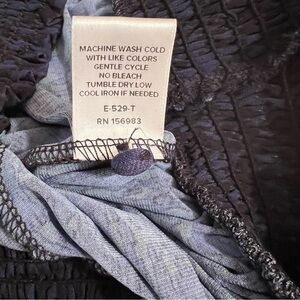 MACHINE WASH COLD
WITH LIKE COLORS
GENTLE CYCLE
NO BLEACH
TUMBLE DRY LOW
COOL IRON IF NEEDED
E-529-T
RN 156983